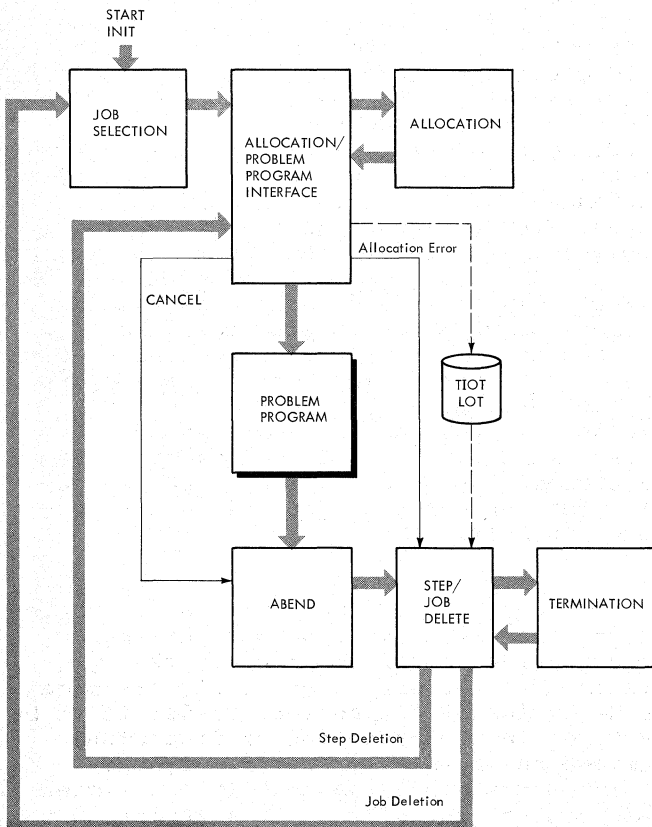 START
INIT
JOB
SELECTION
ALLOCATION/
PROBLEM
PROGRAM
INTERFACE
ALLOCATION
Allocation Error
CANCEL
TIOT
LOT
PROBLEM
PROGRAM
ABEND
STEP/
JOB
DELETE
TERMINATION
Step Deletion
Job Deletion